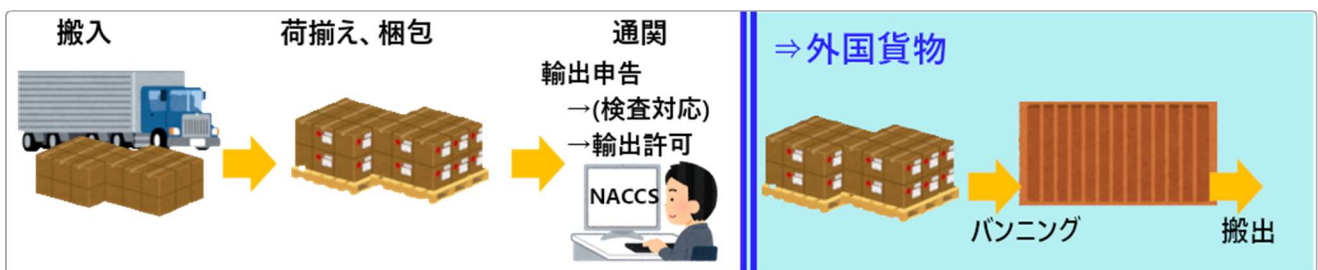 搬入
荷揃え、梱包
通関
輸出申告
→(検査対応)
→輸出許可
NACCS
⇒外国貨物
バンニング
搬出